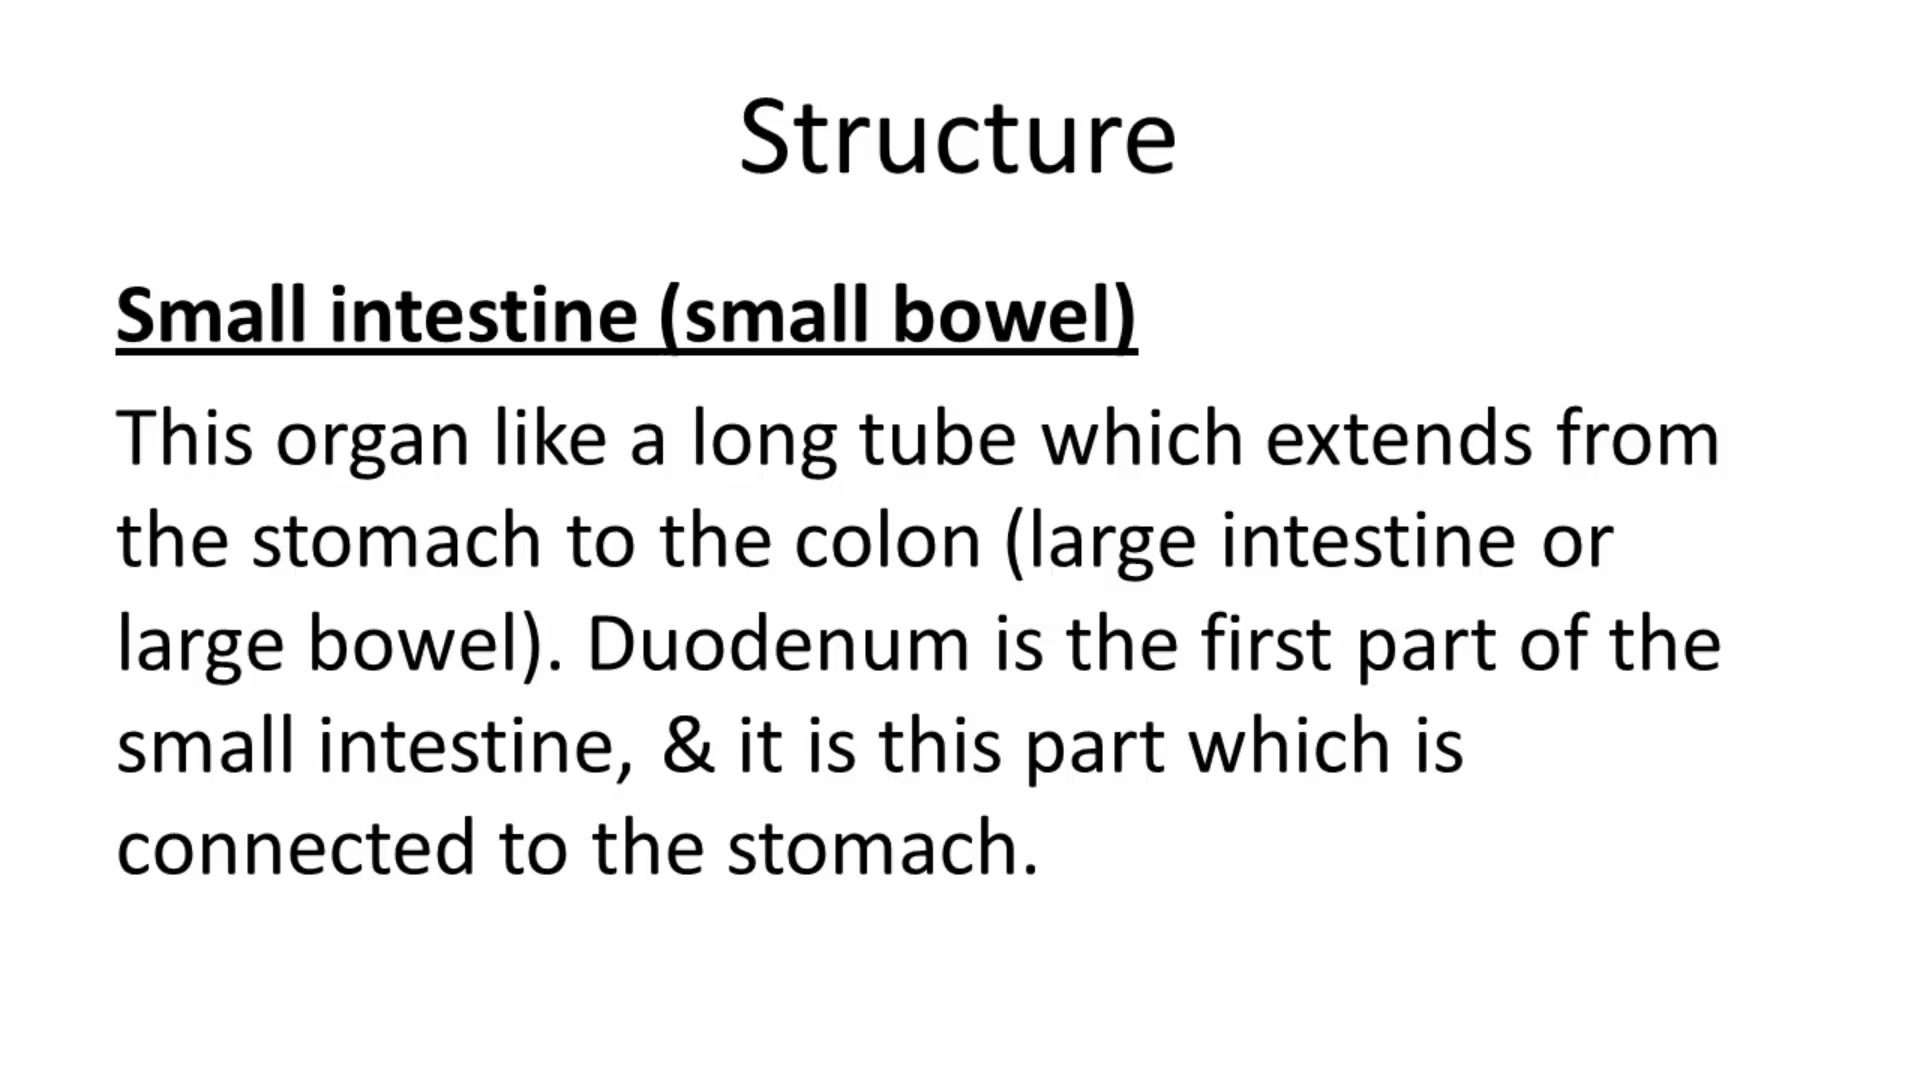 Structure
Small intestine (small bowel)
This organ like a long tube which extends from
the stomach to the colon (large intestine or
large bowel). Duodenum is the first part of the
small intestine, & it is this part which is
connected to the stomach.